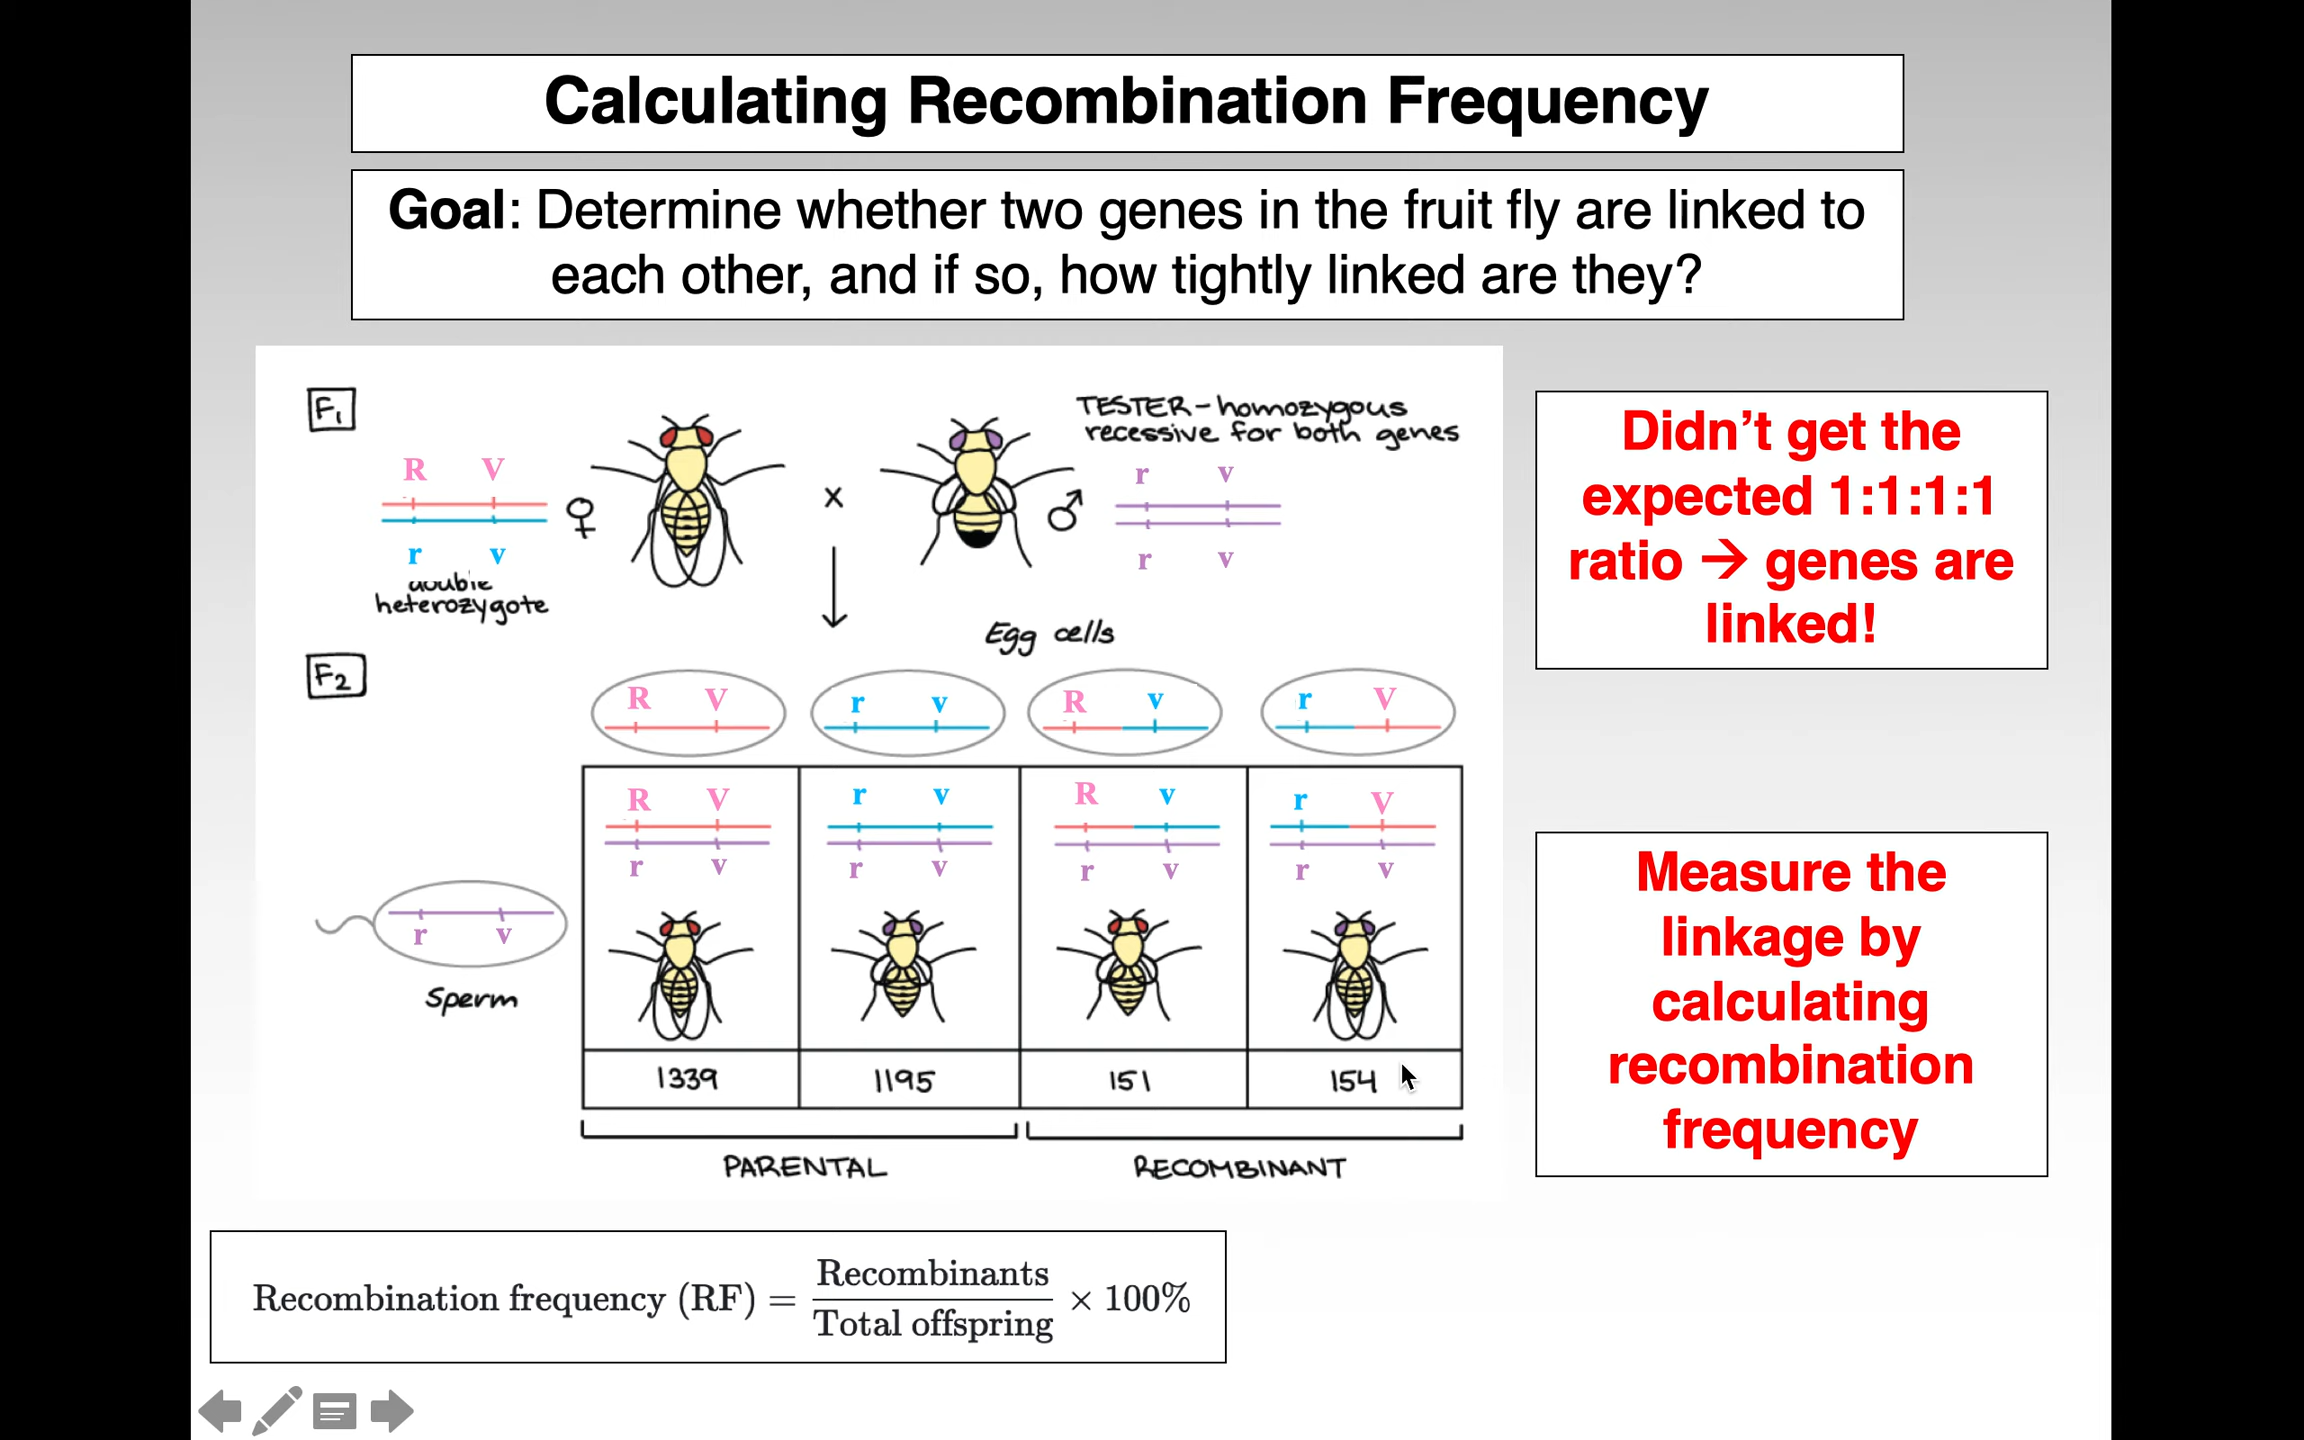 Calculating Recombination Frequency
Goal: Determine whether two genes in the fruit fly are linked to
each other, and if so, how tightly linked are they?
F1
TESTER - homozygous
recessive for both genes
R V
r v
double
heterozygote
♀
x
♂
r v
r v
Didn't get the
expected 1:1:1:1
ratio → genes are
linked!
Egg cells
F2
R V
r v
R v
r V
R V
r v
r v
r v
R v
r v
r V
r v
r v
Sperm
1339
1195
151
154
PARENTAL
RECOMBINANT
Measure the
linkage by
calculating
recombination
frequency
Recombination frequency (RF) = Recombinants / Total offspring × 100%